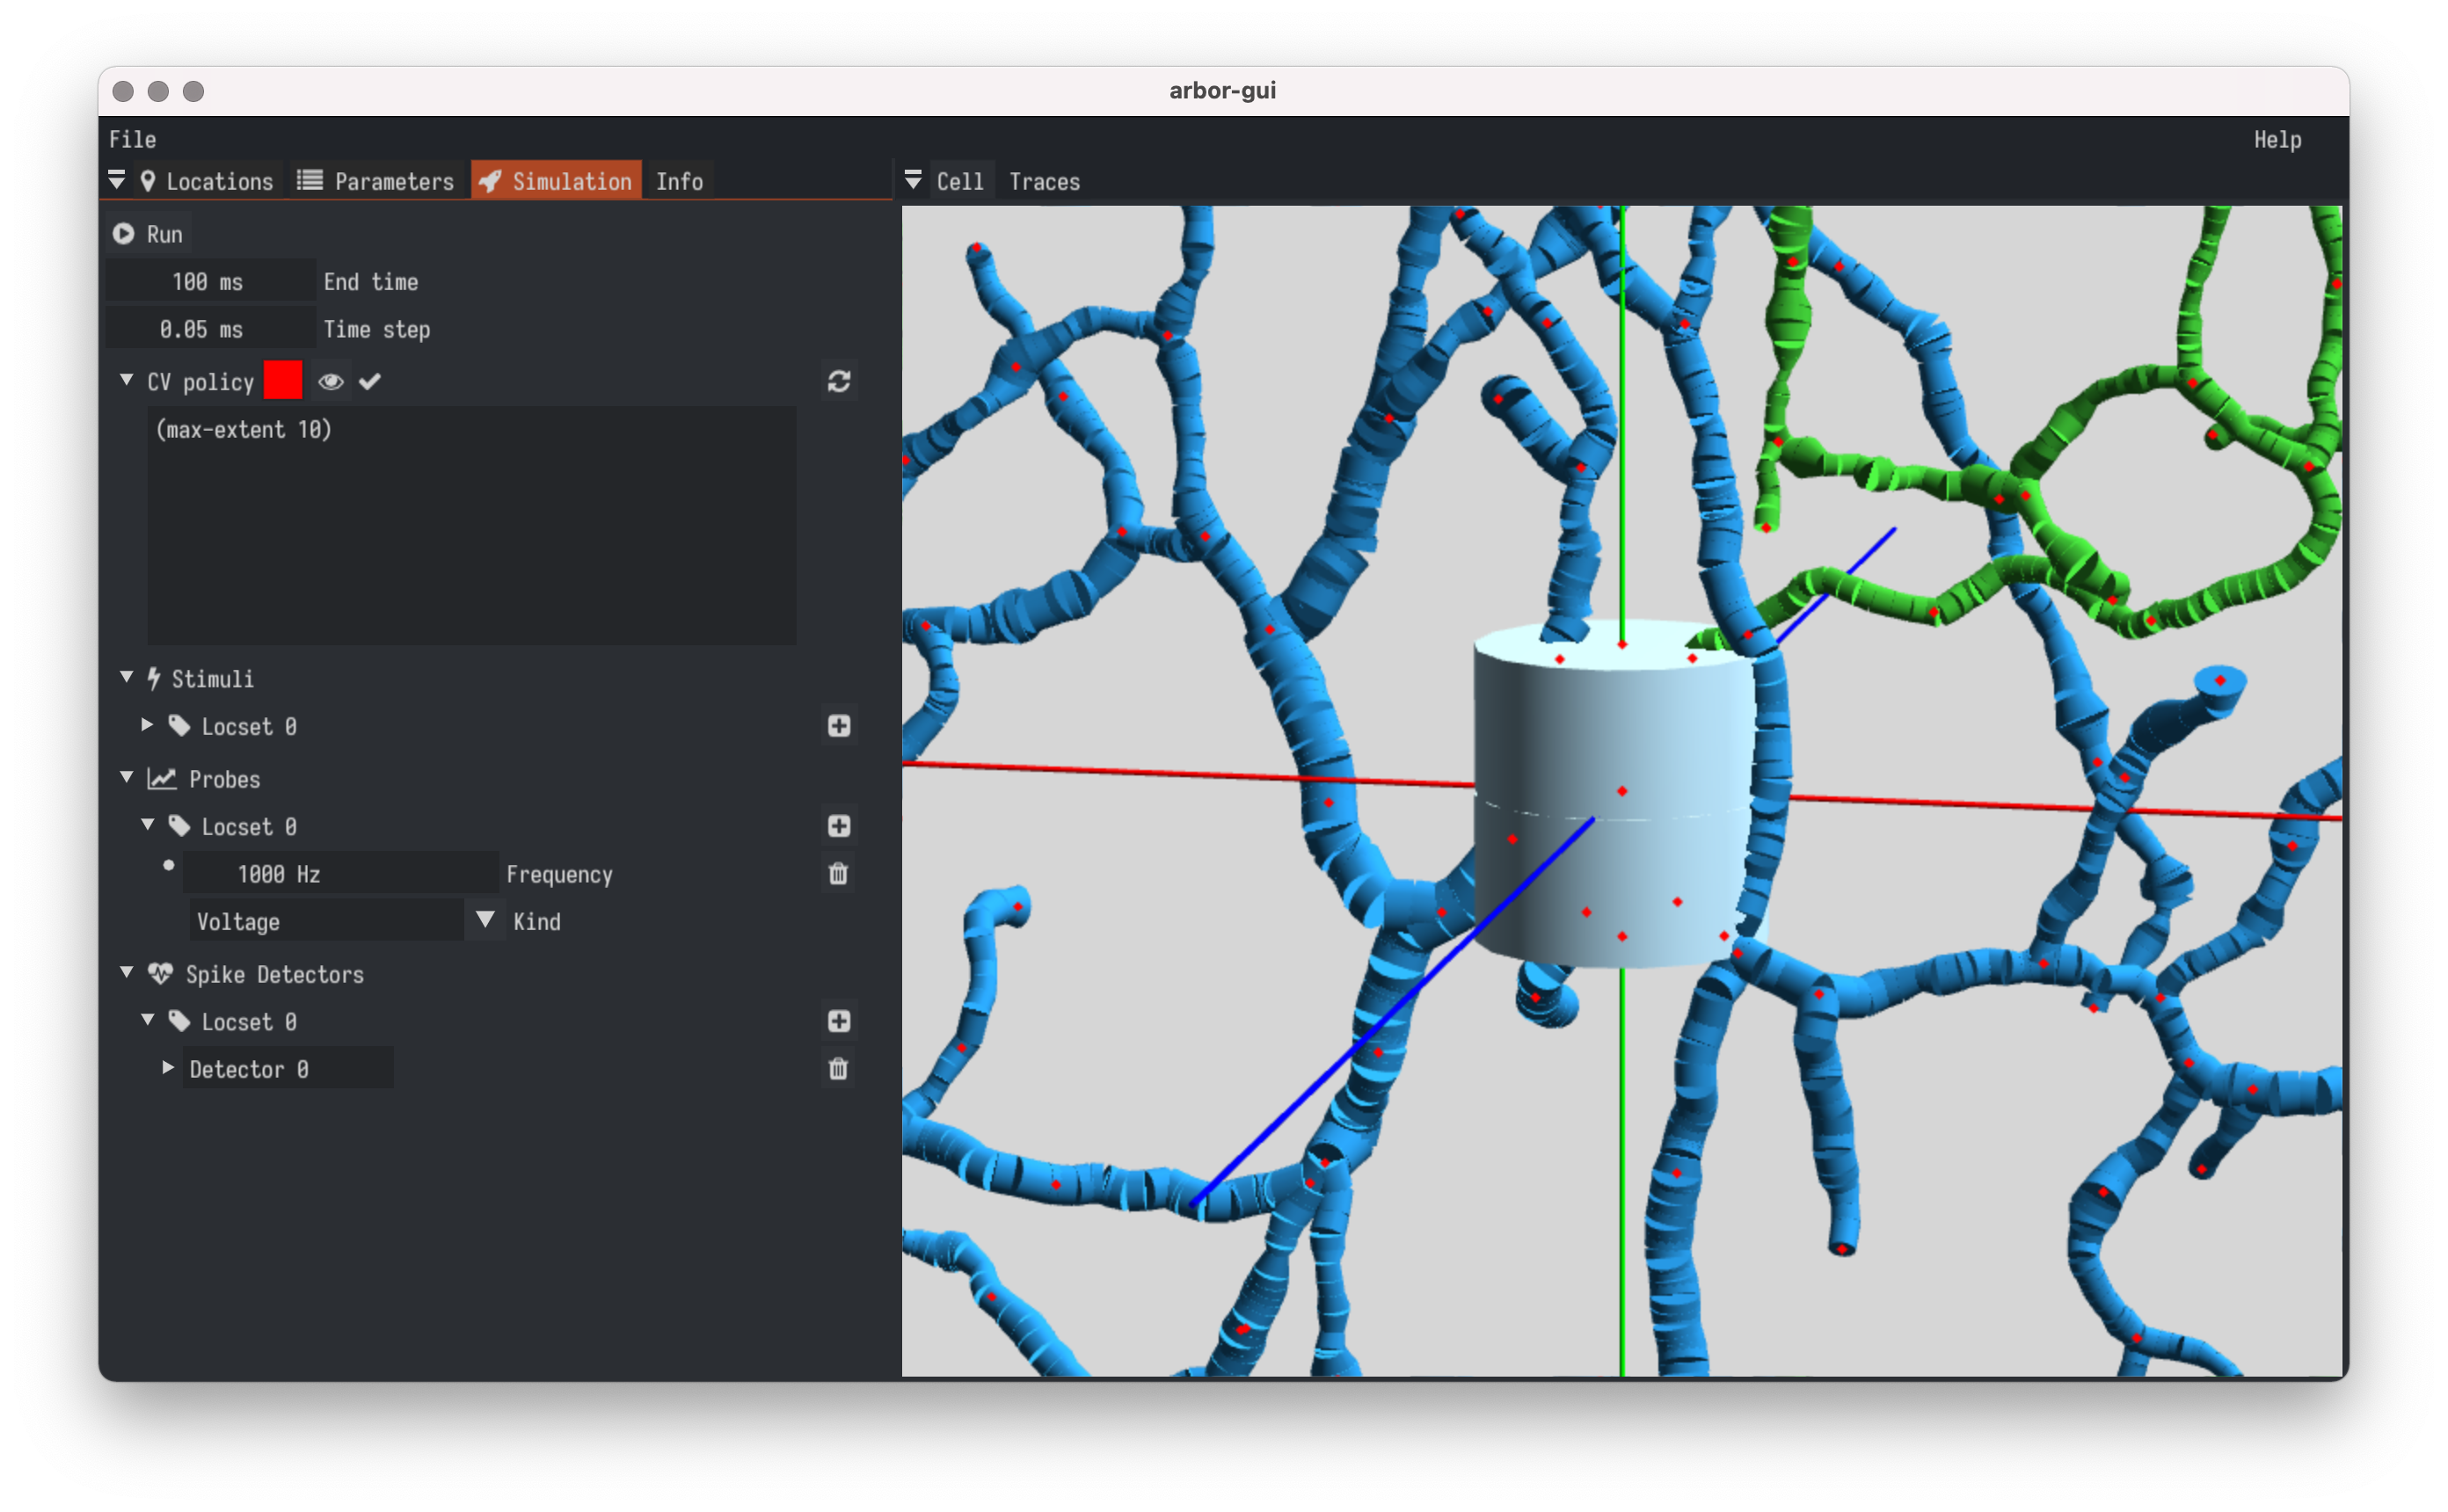 arbor-gui
File Help
Locations Parameters Simulation Info Cell Traces
Run
100 ms End time
0.05 ms Time step
CV policy
(max-extent 10)
Stimuli
Locset 0
Probes
Locset 0
1000 Hz Frequency
Voltage Kind
Spike Detectors
Locset 0
Detector 0